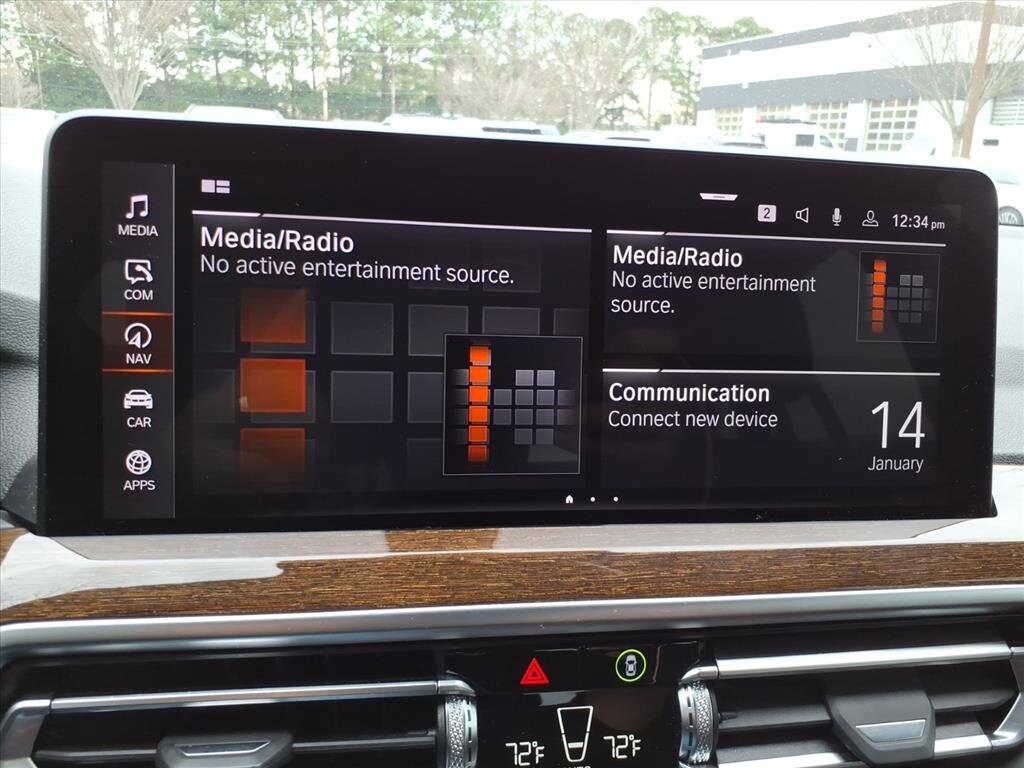 MEDIA
COM
NAV
CAR
APPS
2
12:34 pm
Media/Radio
No active entertainment source.
Media/Radio
No active entertainment
source.
Communication
Connect new device
14
January
72°F
72°F